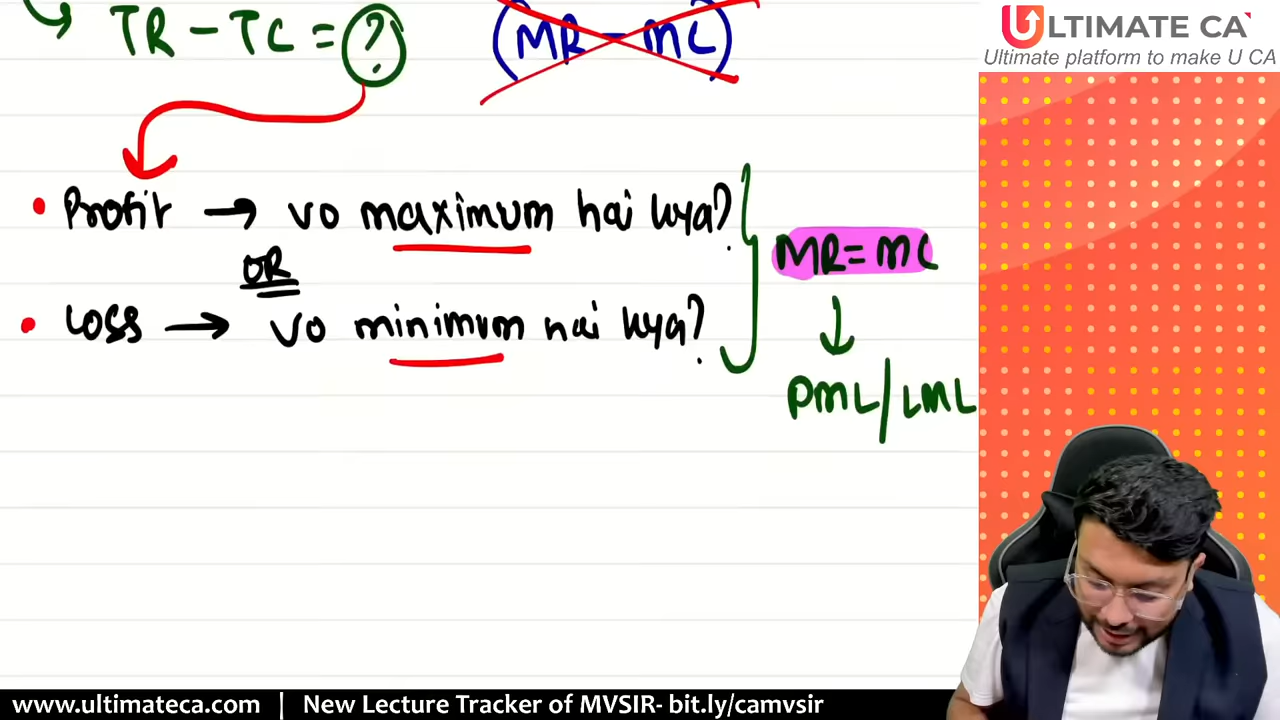 TR - TC = ?
(MR - MC)
ULTIMATE CA
Ultimate platform to make U CA
• Profit → vo maximum hai kya?
OR
• Loss → vo minimum hai kya?
MR = MC
PML/LML
www.ultimateca.com | New Lecture Tracker of MVSIR- bit.ly/camvsir